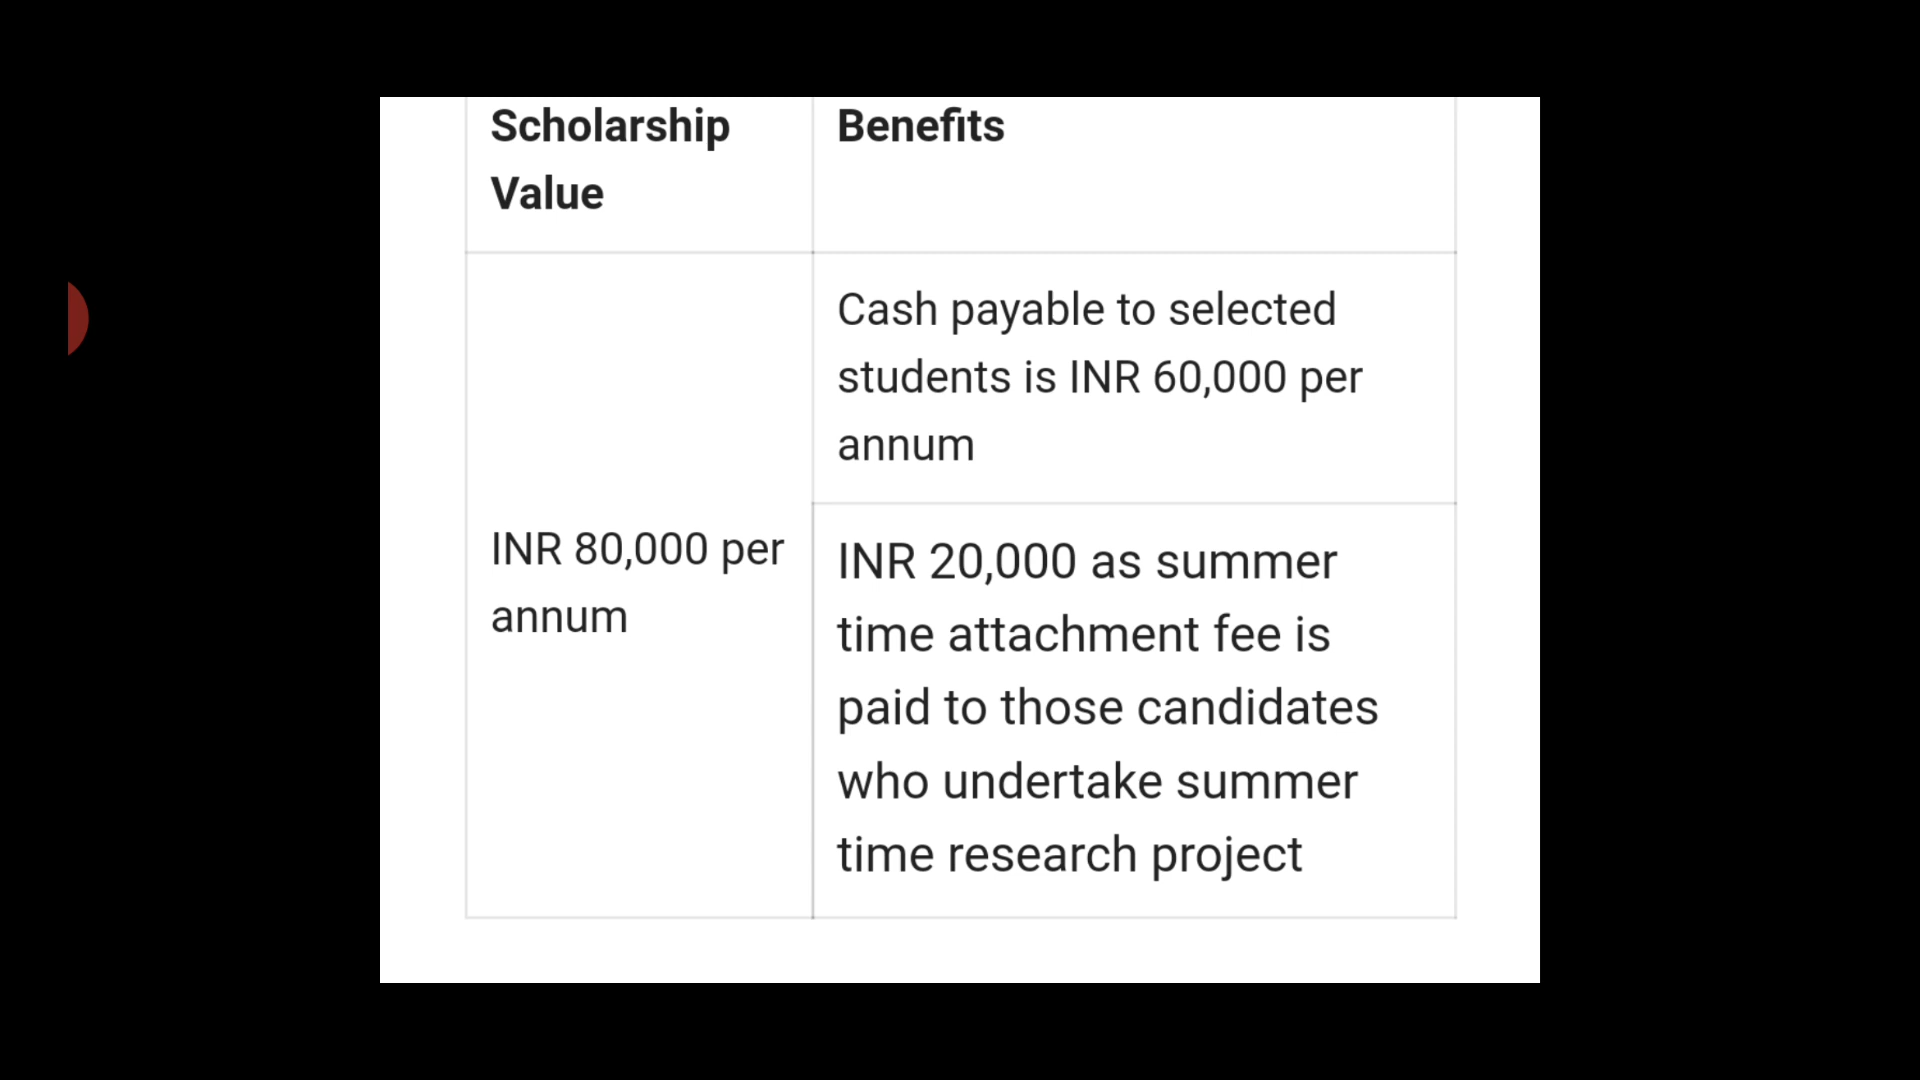 Scholarship
Value
Benefits
INR 80,000 per
annum
Cash payable to selected
students is INR 60,000 per
annum
INR 20,000 as summer
time attachment fee is
paid to those candidates
who undertake summer
time research project